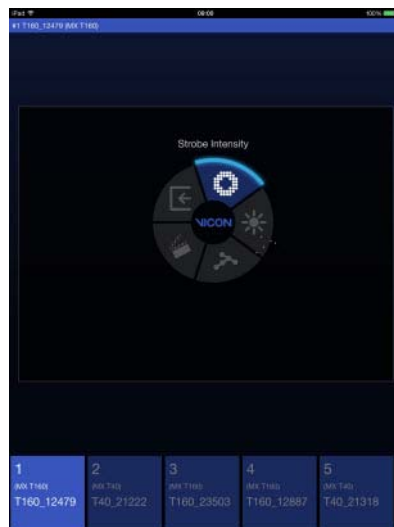 iPad 08:00 100%
#1 T160_12479 (MX T160)
Strobe Intensity
VICON
1 2 3 4 5
(MX T160) (MX T40) (MX T160) (MX T160) (MX T40)
T160_12479 T40_21222 T160_23503 T160_12887 T40_21318